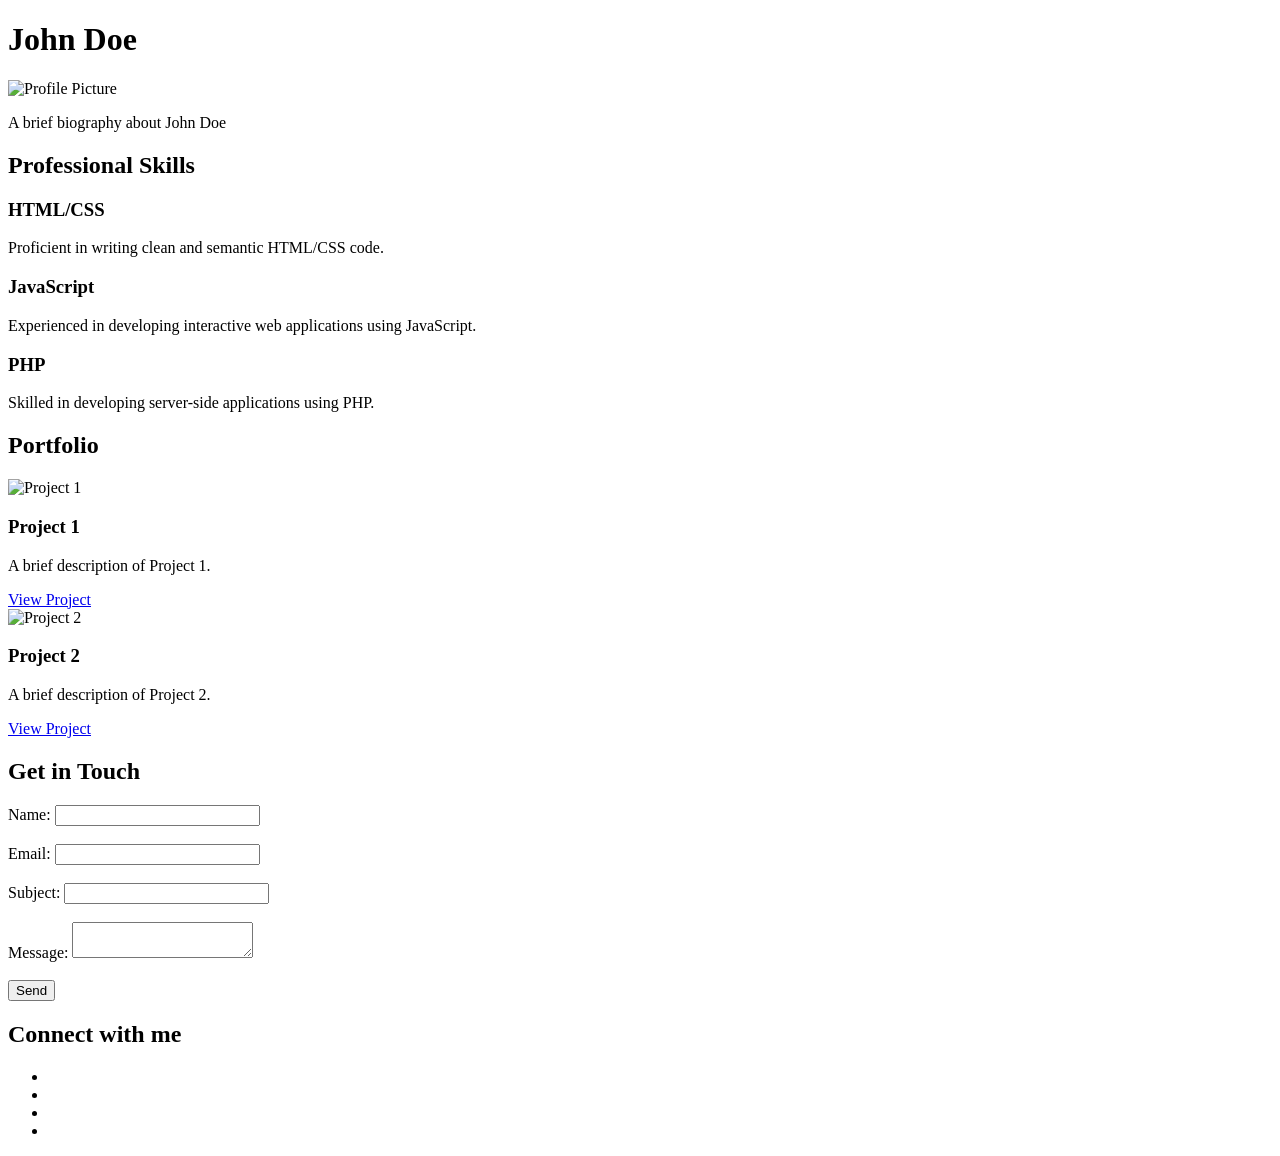 John Doe
Profile Picture
A brief biography about John Doe
Professional Skills
HTML/CSS
Proficient in writing clean and semantic HTML/CSS code.
JavaScript
Experienced in developing interactive web applications using JavaScript.
PHP
Skilled in developing server-side applications using PHP.
Portfolio
Project 1
Project 1
A brief description of Project 1.
View Project
Project 2
Project 2
A brief description of Project 2.
View Project
Get in Touch
Name:
Email:
Subject:
Message:
Send
Connect with me